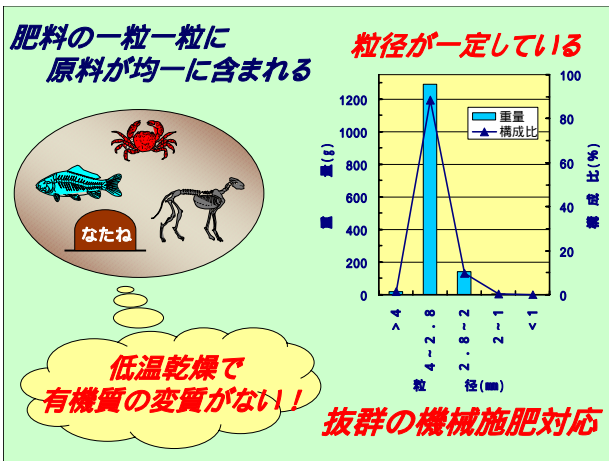 肥料の一粒一粒に
原料が均一に含まれる
なたね
低温乾燥で
有機質の変質がない！
粒径が一定している
重量
構成比
重　量(g)
1200
1000
800
600
400
200
0
構成比(%)
100
80
60
40
20
0
>4
4~2.8
2.8~2
2~1
<1
粒　径(㎜)
抜群の機械施肥対応